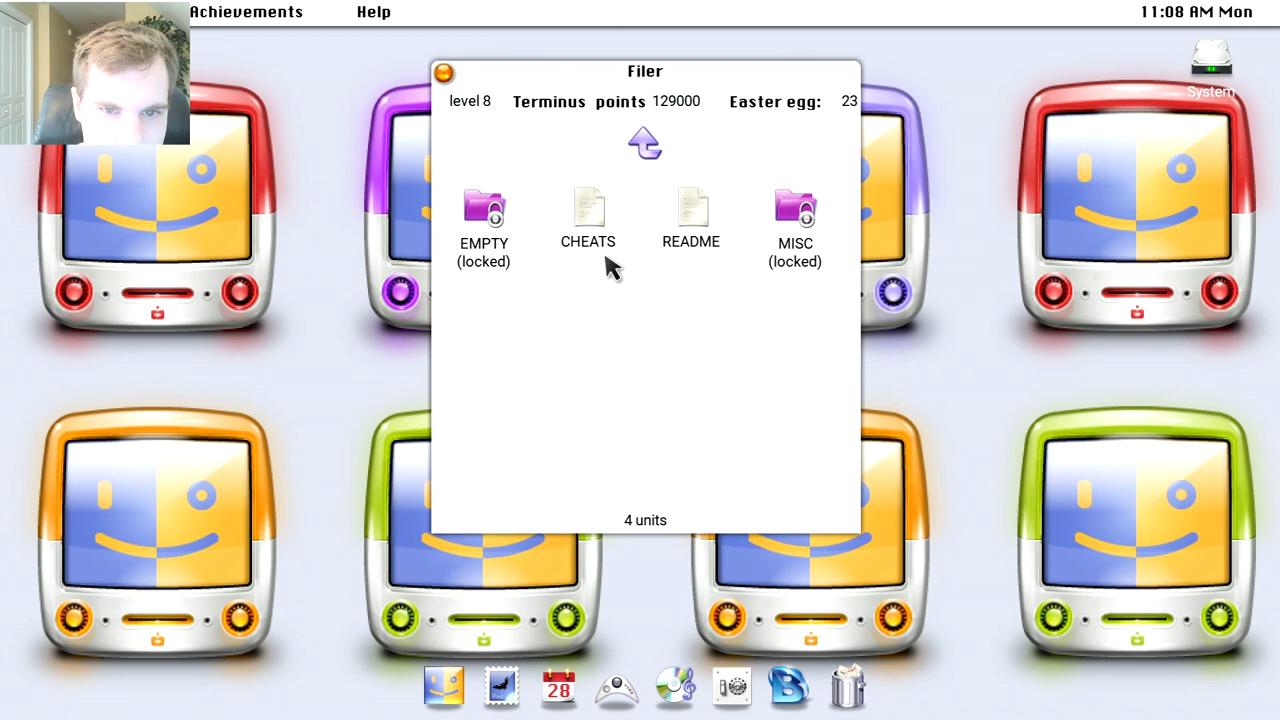 Achievements Help 11:08 AM Mon
Filer
level 8 Terminus points 129000 Easter egg: 23
System
EMPTY
(locked)
CHEATS
README
MISC
(locked)
4 units
28